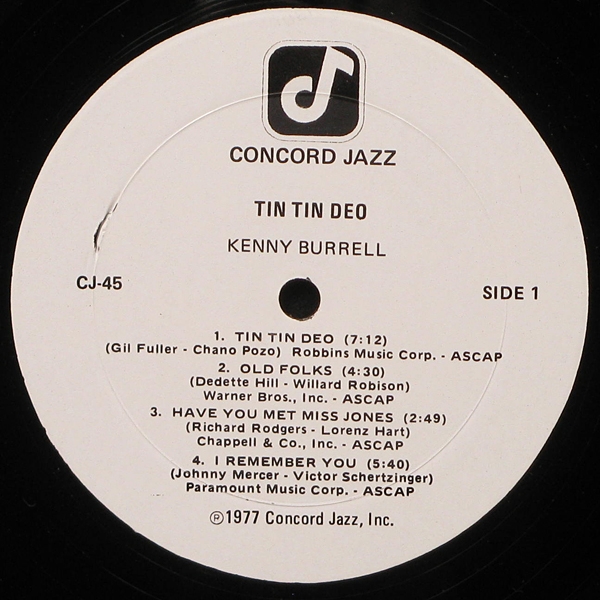 CONCORD JAZZ
TIN TIN DEO
KENNY BURRELL
CJ-45
SIDE 1
1. TIN TIN DEO (7:12)
(Gil Fuller - Chano Pozo) Robbins Music Corp. - ASCAP
2. OLD FOLKS (4:30)
(Dedette Hill - Willard Robison)
Warner Bros., Inc. - ASCAP
3. HAVE YOU MET MISS JONES (2:49)
(Richard Rodgers - Lorenz Hart)
Chappell & Co., Inc. - ASCAP
4. I REMEMBER YOU (5:40)
(Johnny Mercer - Victor Schertzinger)
Paramount Music Corp. - ASCAP
®1977 Concord Jazz, Inc.